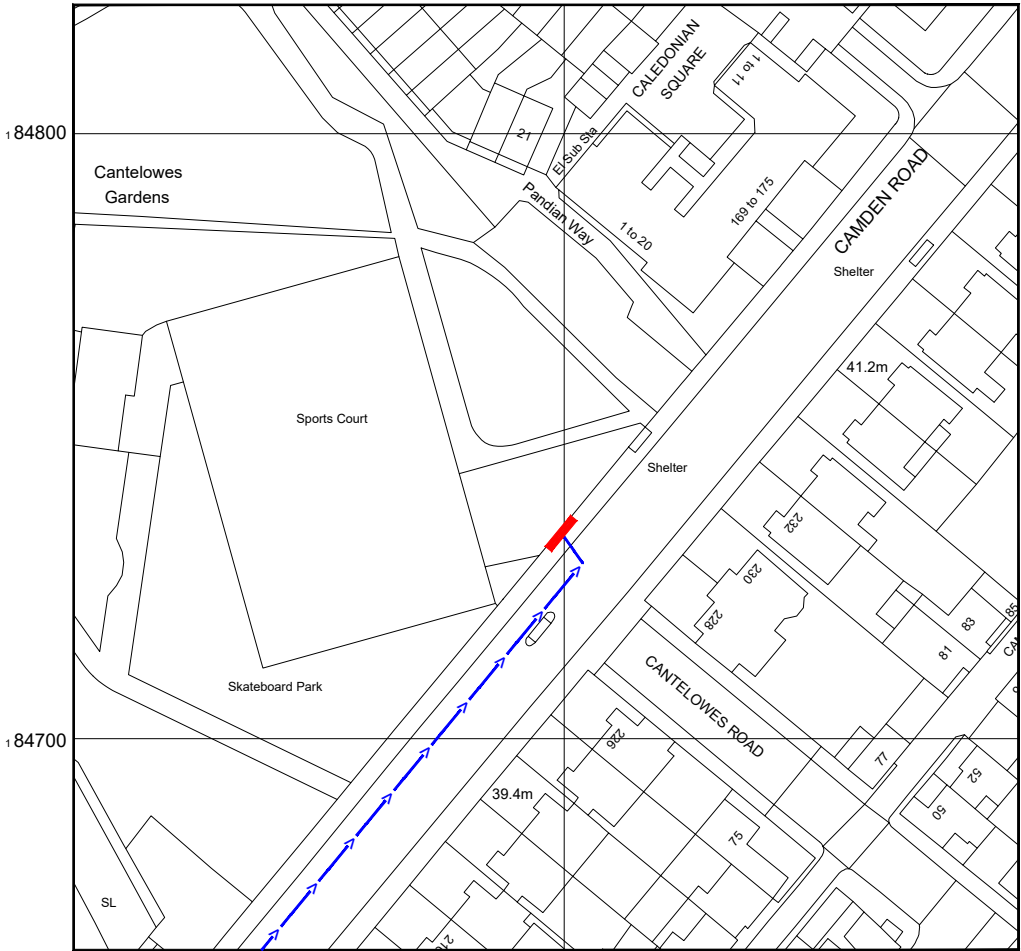 CALEDONIAN
SQUARE
1 to 11
184800
21
El Sub Sta
Cantelowes
Gardens
Pandian Way
1 to 20
169 to 175
CAMDEN ROAD
Shelter
41.2m
Sports Court
Shelter
232
230
228
83
85
81
Skateboard Park
CANTELOWES ROAD
184700
226
77
52
50
39.4m
75
SL